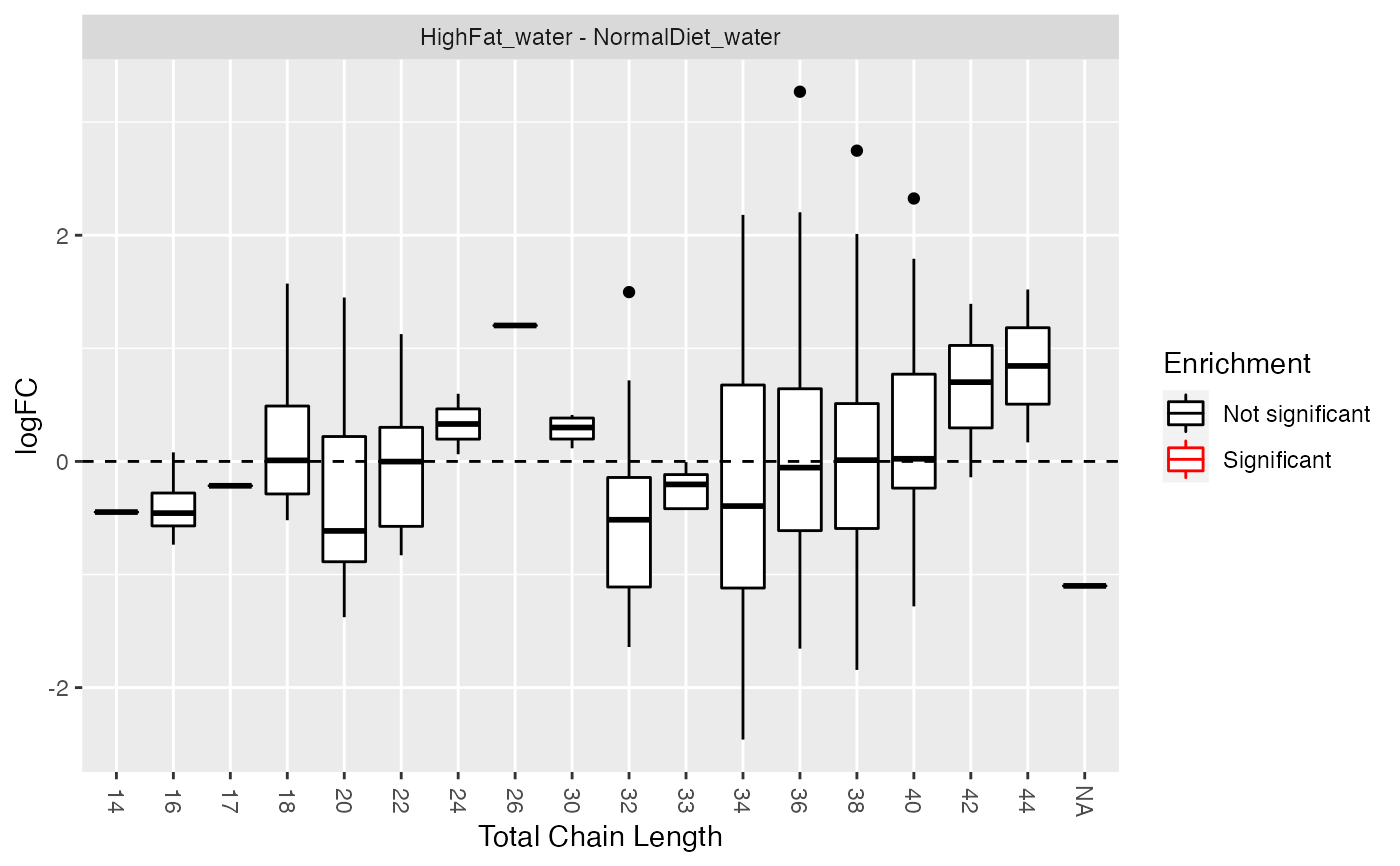 HighFat_water - NormalDiet_water
logFC
2
0
-2
14 16 17 18 20 22 24 26 30 32 33 34 36 38 40 42 44 NA
Total Chain Length
Enrichment
Not significant
Significant